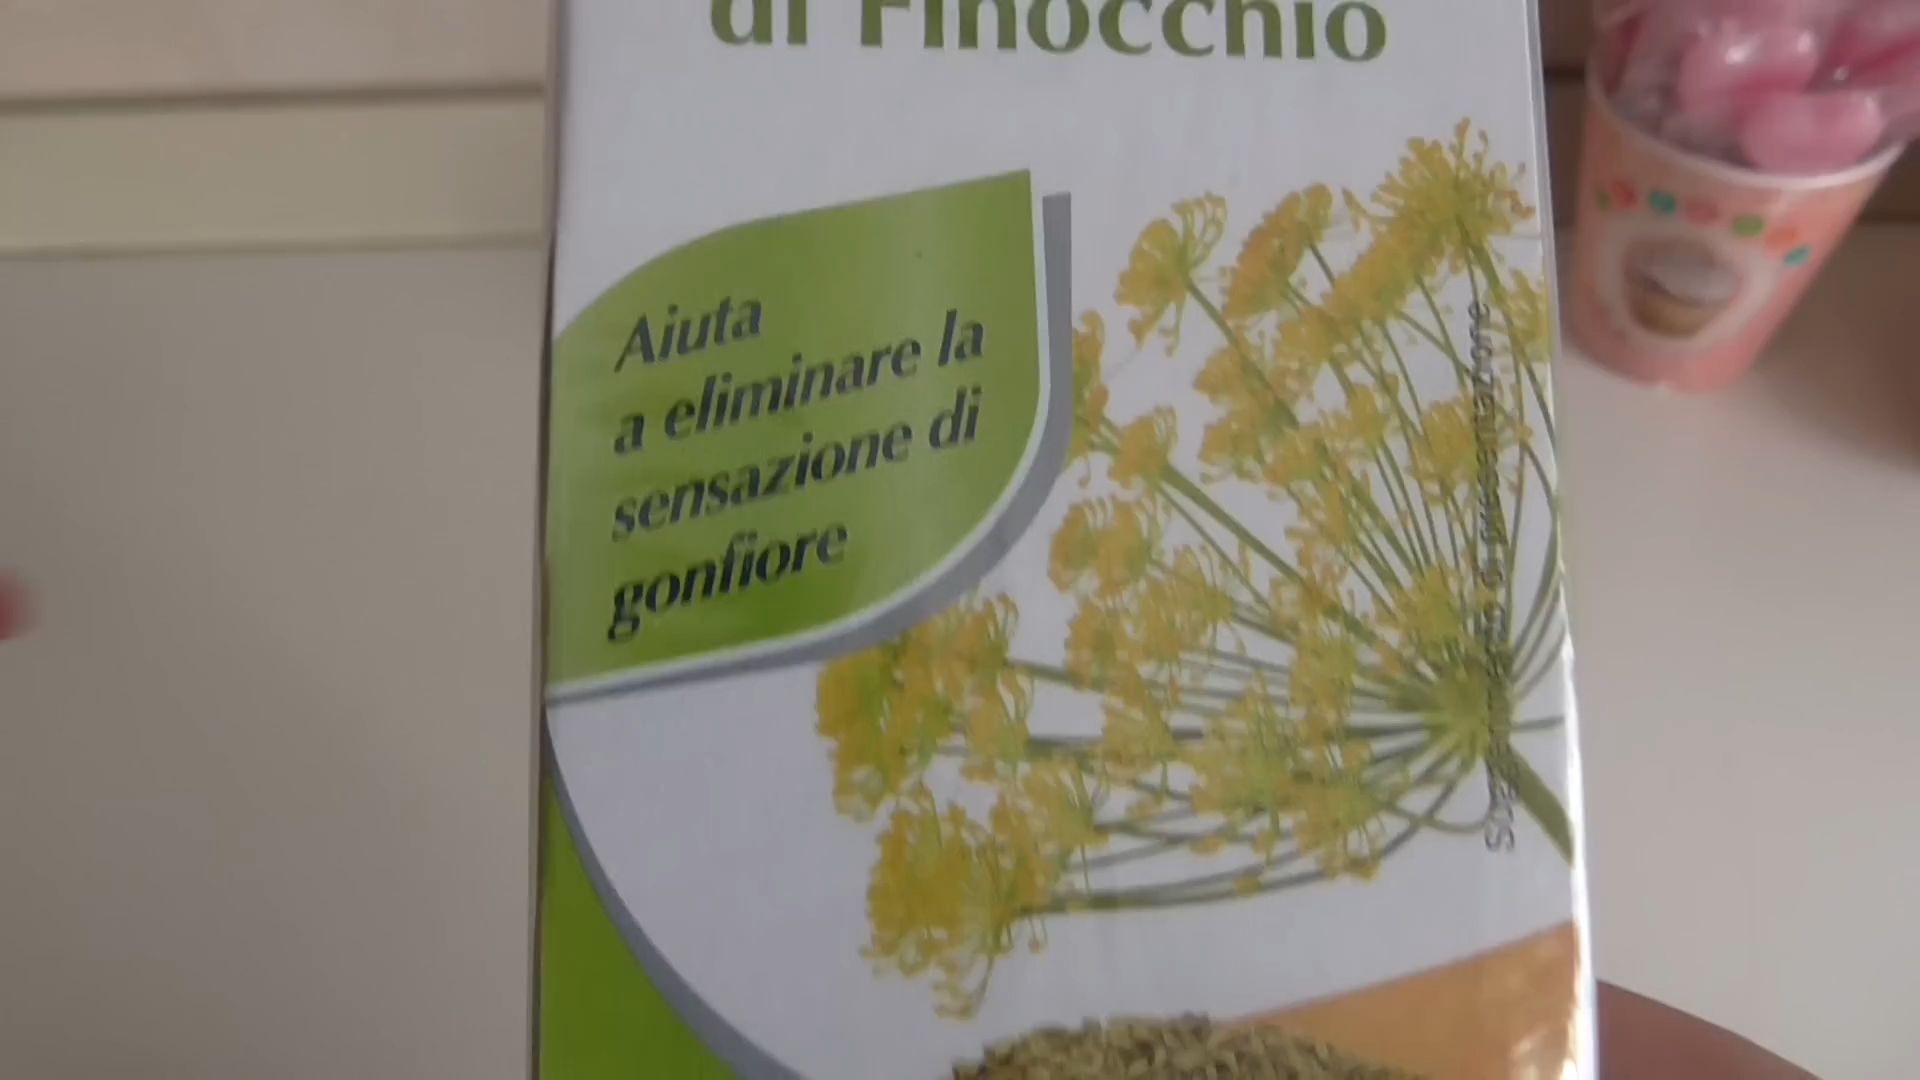 di Finocchio
Aiuta
a eliminare la
sensazione di
gonfiore